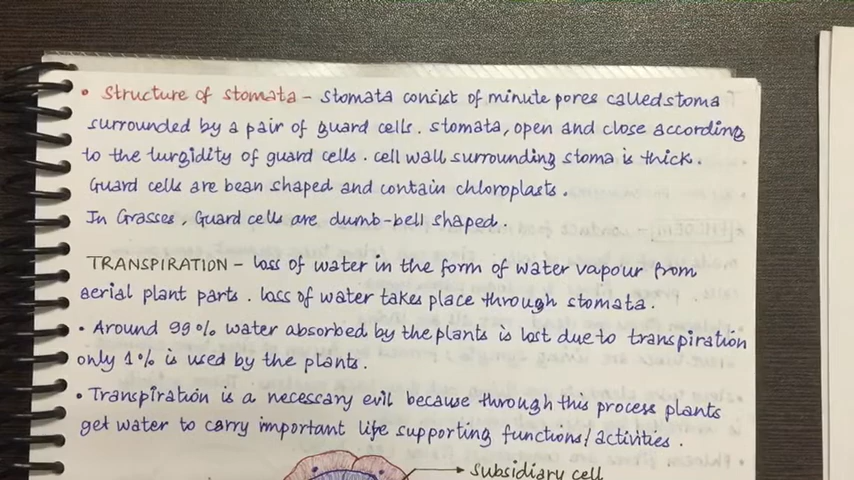 • Structure of stomata - stomata consist of minute pores called stoma
surrounded by a pair of guard cells. stomata, open and close according
to the turgidity of guard cells. cell wall surrounding stoma is thick.
Guard cells are bean shaped and contain chloroplasts.
In Grasses, Guard cells are dumb-bell shaped.
TRANSPIRATION - loss of water in the form of water vapour from
aerial plant parts. loss of water takes place through stomata.
• Around 99% water absorbed by the plants is lost due to transpiration
only 1% is used by the plants.
• Transpiration is a necessary evil because through this process plants
get water to carry important life supporting functions/activities.
subsidiary cell